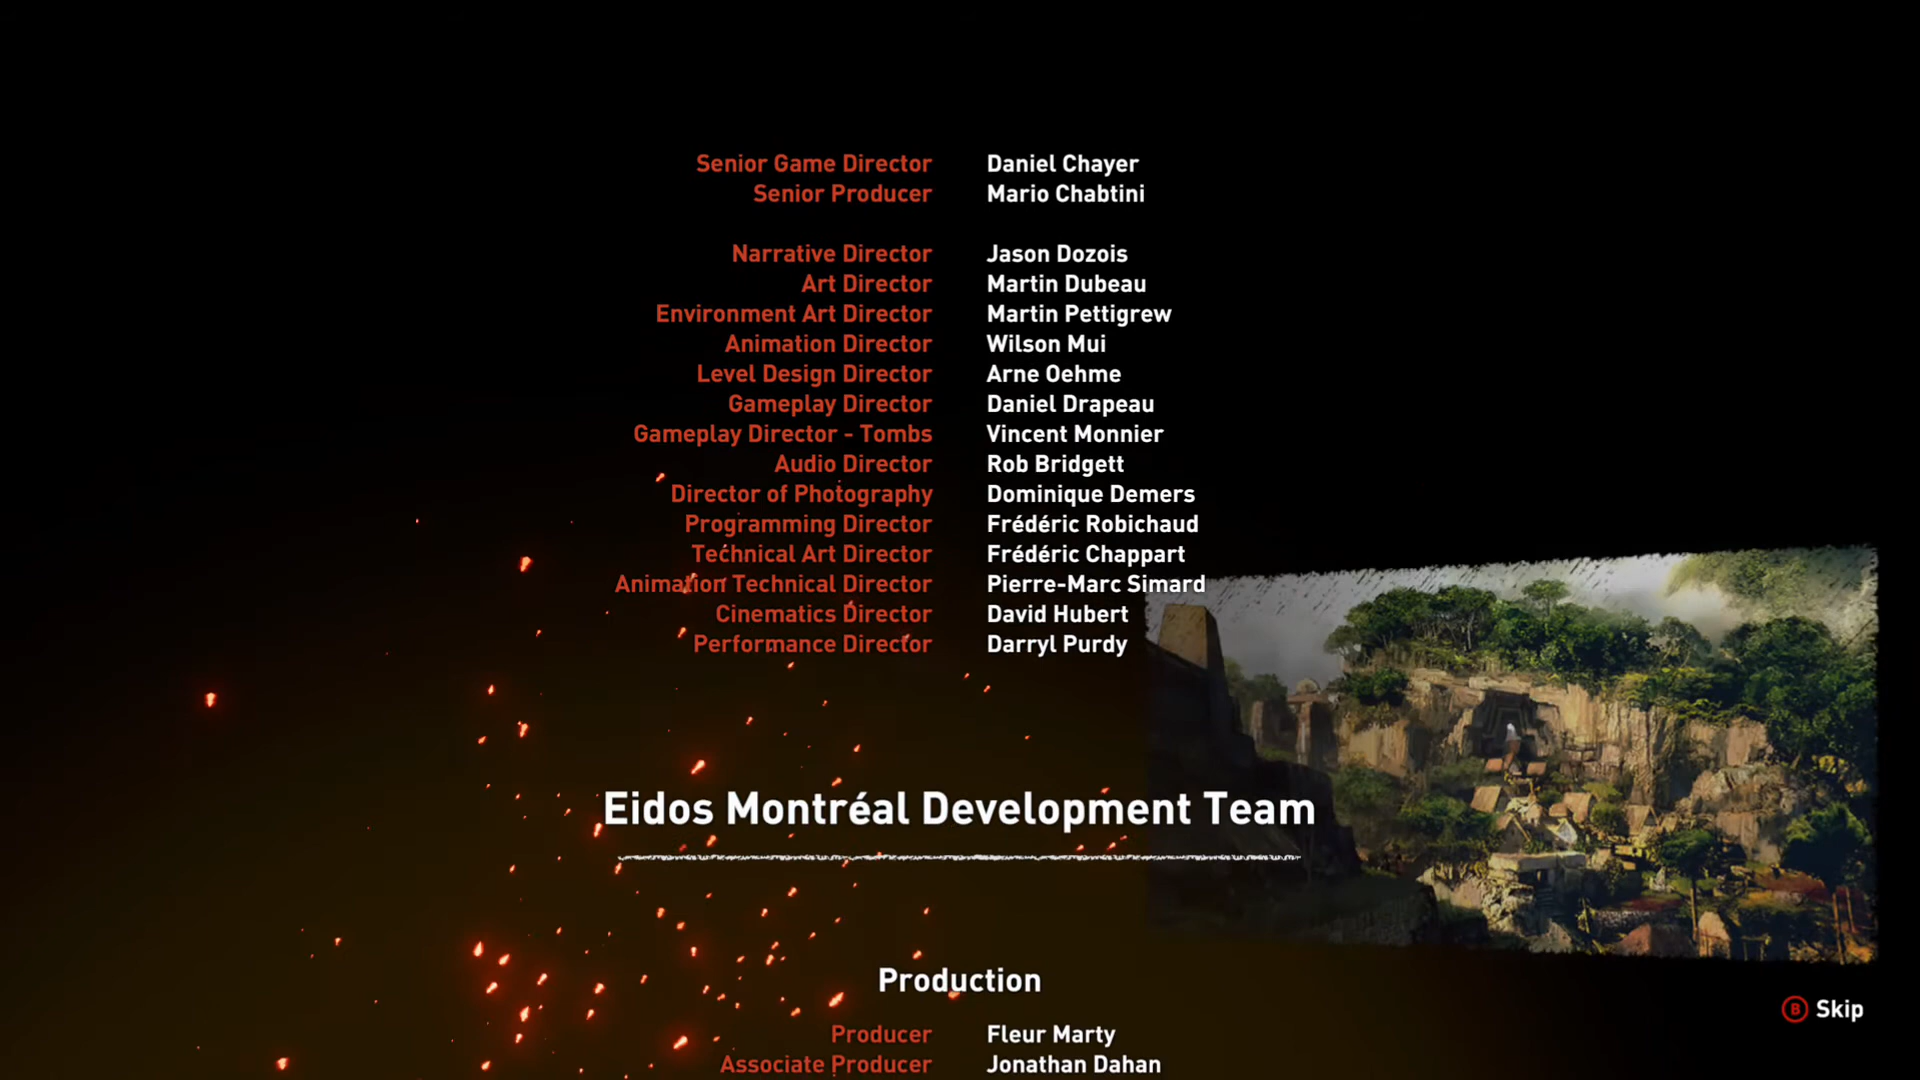 Senior Game Director Daniel Chayer
Senior Producer Mario Chabtini
Narrative Director Jason Dozois
Art Director Martin Dubeau
Environment Art Director Martin Pettigrew
Animation Director Wilson Mui
Level Design Director Arne Oehme
Gameplay Director Daniel Drapeau
Gameplay Director - Tombs Vincent Monnier
Audio Director Rob Bridgett
Director of Photography Dominique Demers
Programming Director Frédéric Robichaud
Technical Art Director Frédéric Chappart
Animation Technical Director Pierre-Marc Simard
Cinematics Director David Hubert
Performance Director Darryl Purdy
Eidos Montréal Development Team
Production
B Skip
Producer Fleur Marty
Associate Producer Jonathan Dahan